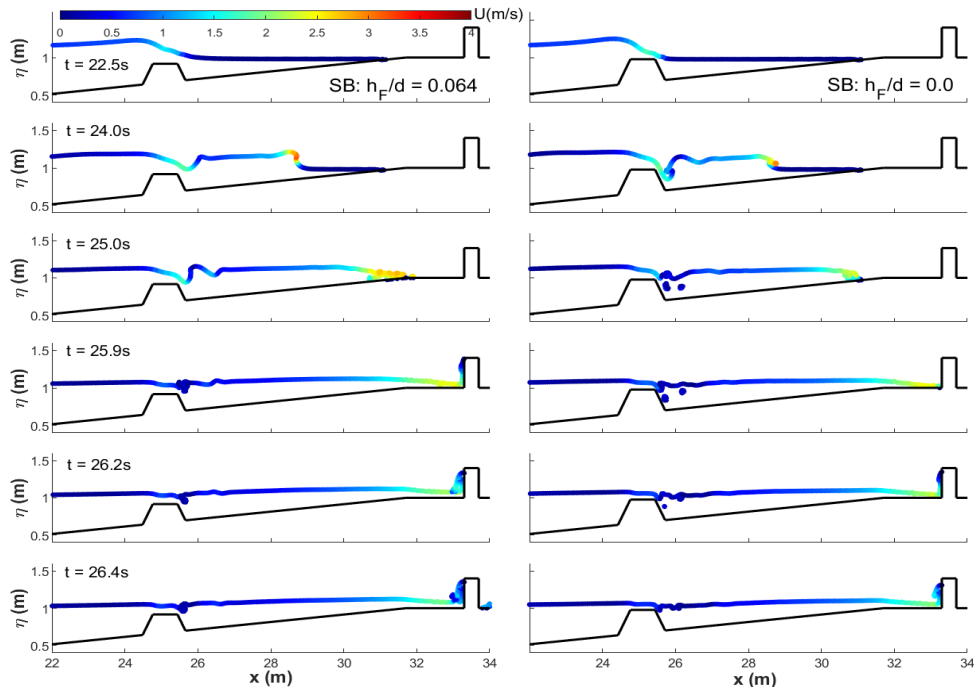 U(m/s)
0 0.5 1 1.5 2 2.5 3 3.5 4
η (m)
1
0.5
t = 22.5s
SB: h_F/d = 0.064
SB: h_F/d = 0.0
η (m)
1.5
1
0.5
t = 24.0s
η (m)
1.5
1
0.5
t = 25.0s
η (m)
1.5
1
0.5
t = 25.9s
η (m)
1.5
1
0.5
t = 26.2s
η (m)
1.5
1
0.5
t = 26.4s
22 24 26 28 30 32 34
x (m)
24 26 28 30 32 34
x (m)